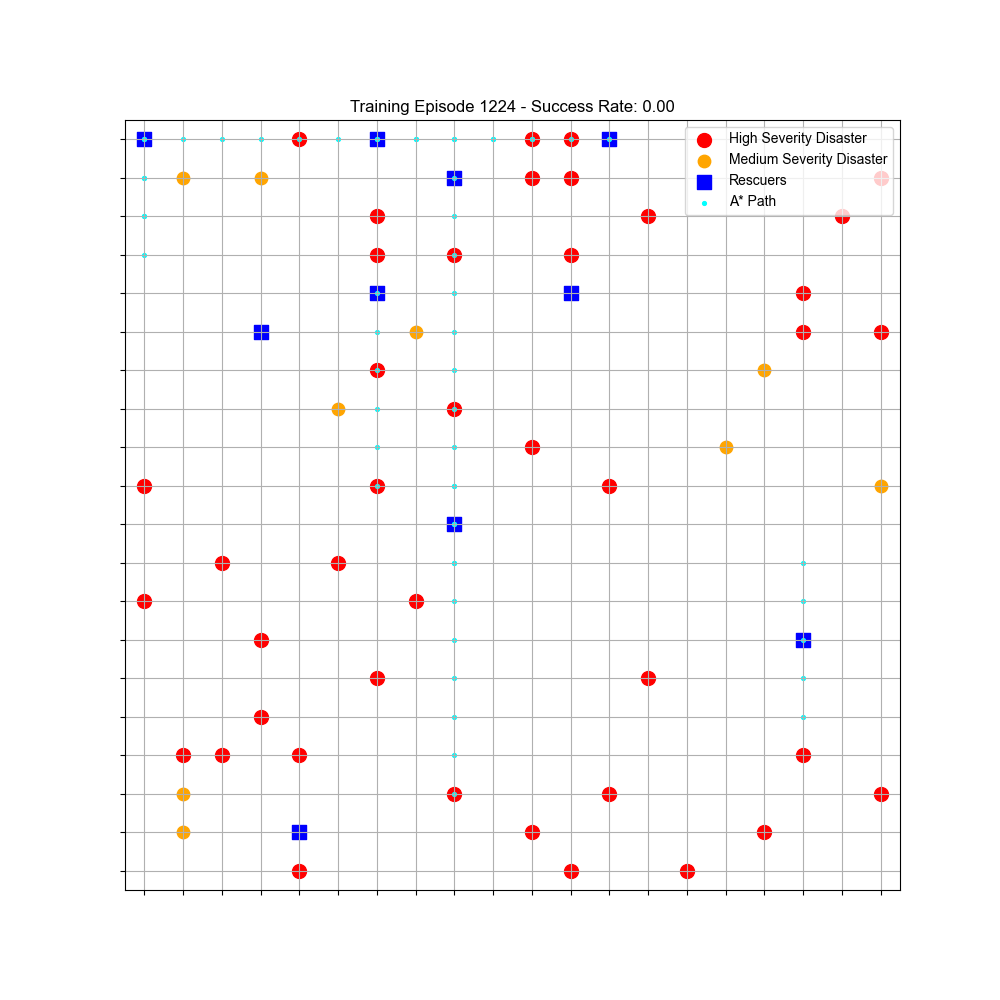 Training Episode 1224 - Success Rate: 0.00
High Severity Disaster
Medium Severity Disaster
Rescuers
A* Path